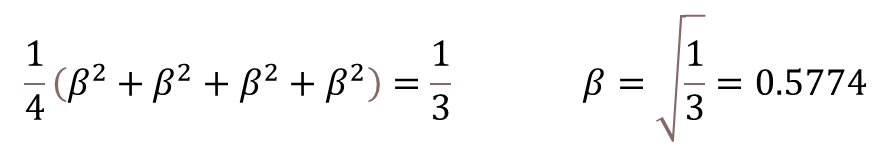 1/4 (β² + β² + β² + β²) = 1/3    β = √(1/3) = 0.5774